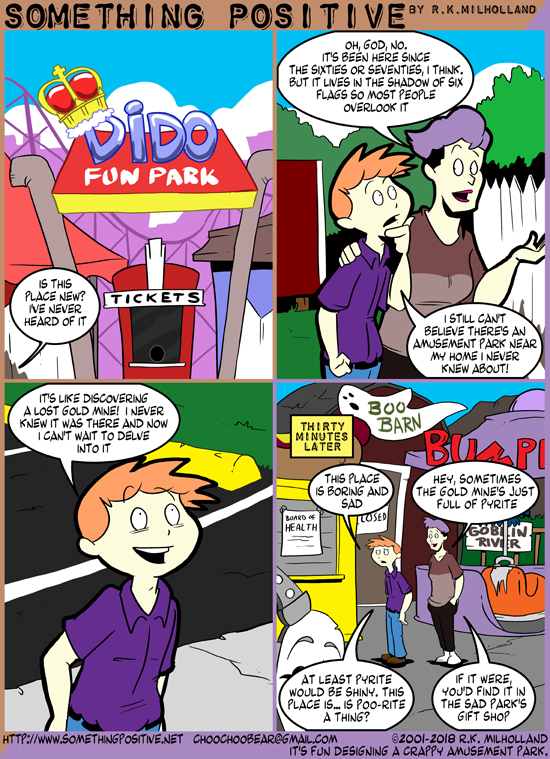 SOMETHING POSITIVE BY R.K.MILHOLLAND
DIDO
FUN PARK
TICKETS
IS THIS
PLACE NEW?
I'VE NEVER
HEARD OF IT
OH, GOD, NO.
IT'S BEEN HERE SINCE
THE SIXTIES OR SEVENTIES, I THINK.
BUT IT LIVES IN THE SHADOW OF SIX
FLAGS SO MOST PEOPLE
OVERLOOK IT
I STILL CAN'T
BELIEVE THERE'S AN
AMUSEMENT PARK NEAR
MY HOME I NEVER
KNEW ABOUT!
IT'S LIKE DISCOVERING
A LOST GOLD MINE! I NEVER
KNEW IT WAS THERE AND NOW
I CAN'T WAIT TO DELVE
INTO IT
THIRTY
MINUTES
LATER
BOO
BARN
BUMP
THIS PLACE
IS BORING AND
SAD
HEY, SOMETIMES
THE GOLD MINE'S JUST
FULL OF PYRITE
BOARD OF
HEALTH
CLOSED
GOBLIN
RIVER
AT LEAST PYRITE
WOULD BE SHINY. THIS
PLACE IS... IS POO-RITE
A THING?
IF IT WERE,
YOU'D FIND IT IN
THE SAD PARK'S
GIFT SHOP
HTTP://WWW.SOMETHINGPOSITIVE.NET CHOOCHOOBEAR@GMAIL.COM ©2001-2018 R.K. MILHOLLAND
IT'S FUN DESIGNING A CRAPPY AMUSEMENT PARK.